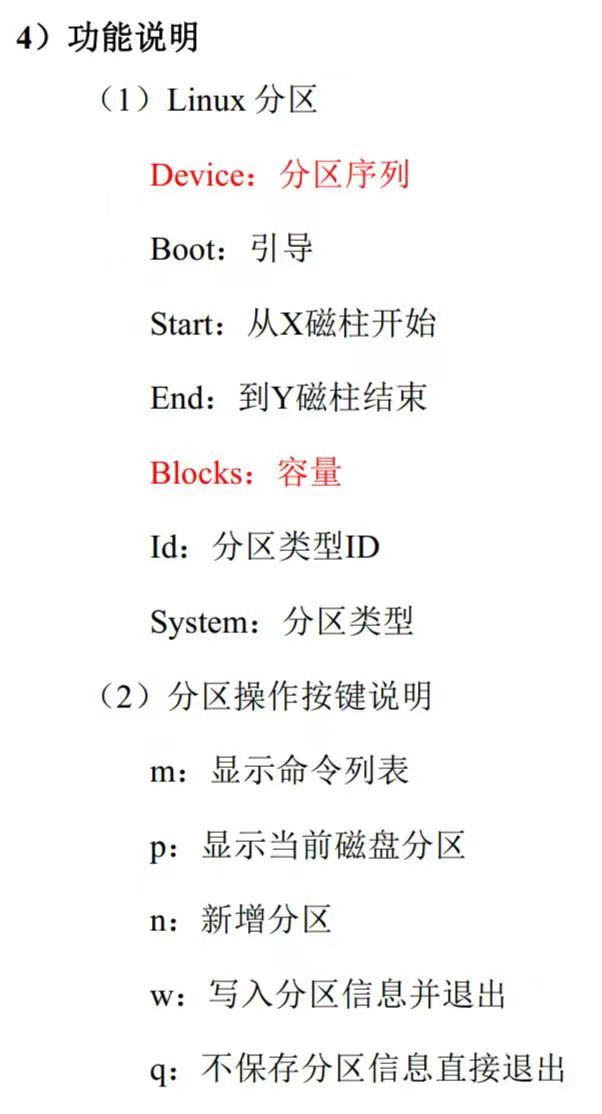 4）功能说明
（1）Linux 分区
Device：分区序列
Boot：引导
Start：从X磁柱开始
End：到Y磁柱结束
Blocks：容量
Id：分区类型ID
System：分区类型
（2）分区操作按键说明
m：显示命令列表
p：显示当前磁盘分区
n：新增分区
w：写入分区信息并退出
q：不保存分区信息直接退出